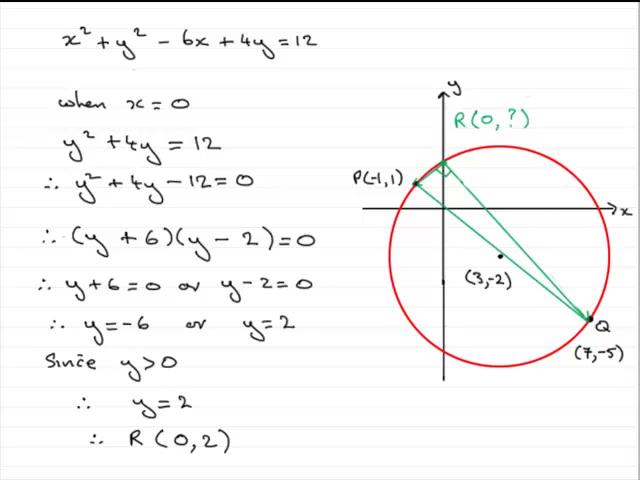 x² + y² - 6x + 4y = 12
when x = 0
y² + 4y = 12
∴ y² + 4y - 12 = 0
∴ (y + 6)(y - 2) = 0
∴ y + 6 = 0 or y - 2 = 0
∴ y = -6 or y = 2
Since y > 0
∴ y = 2
∴ R (0, 2)
y
R(0, ?)
P(-1, 1)
x
(3, -2)
Q
(7, -5)